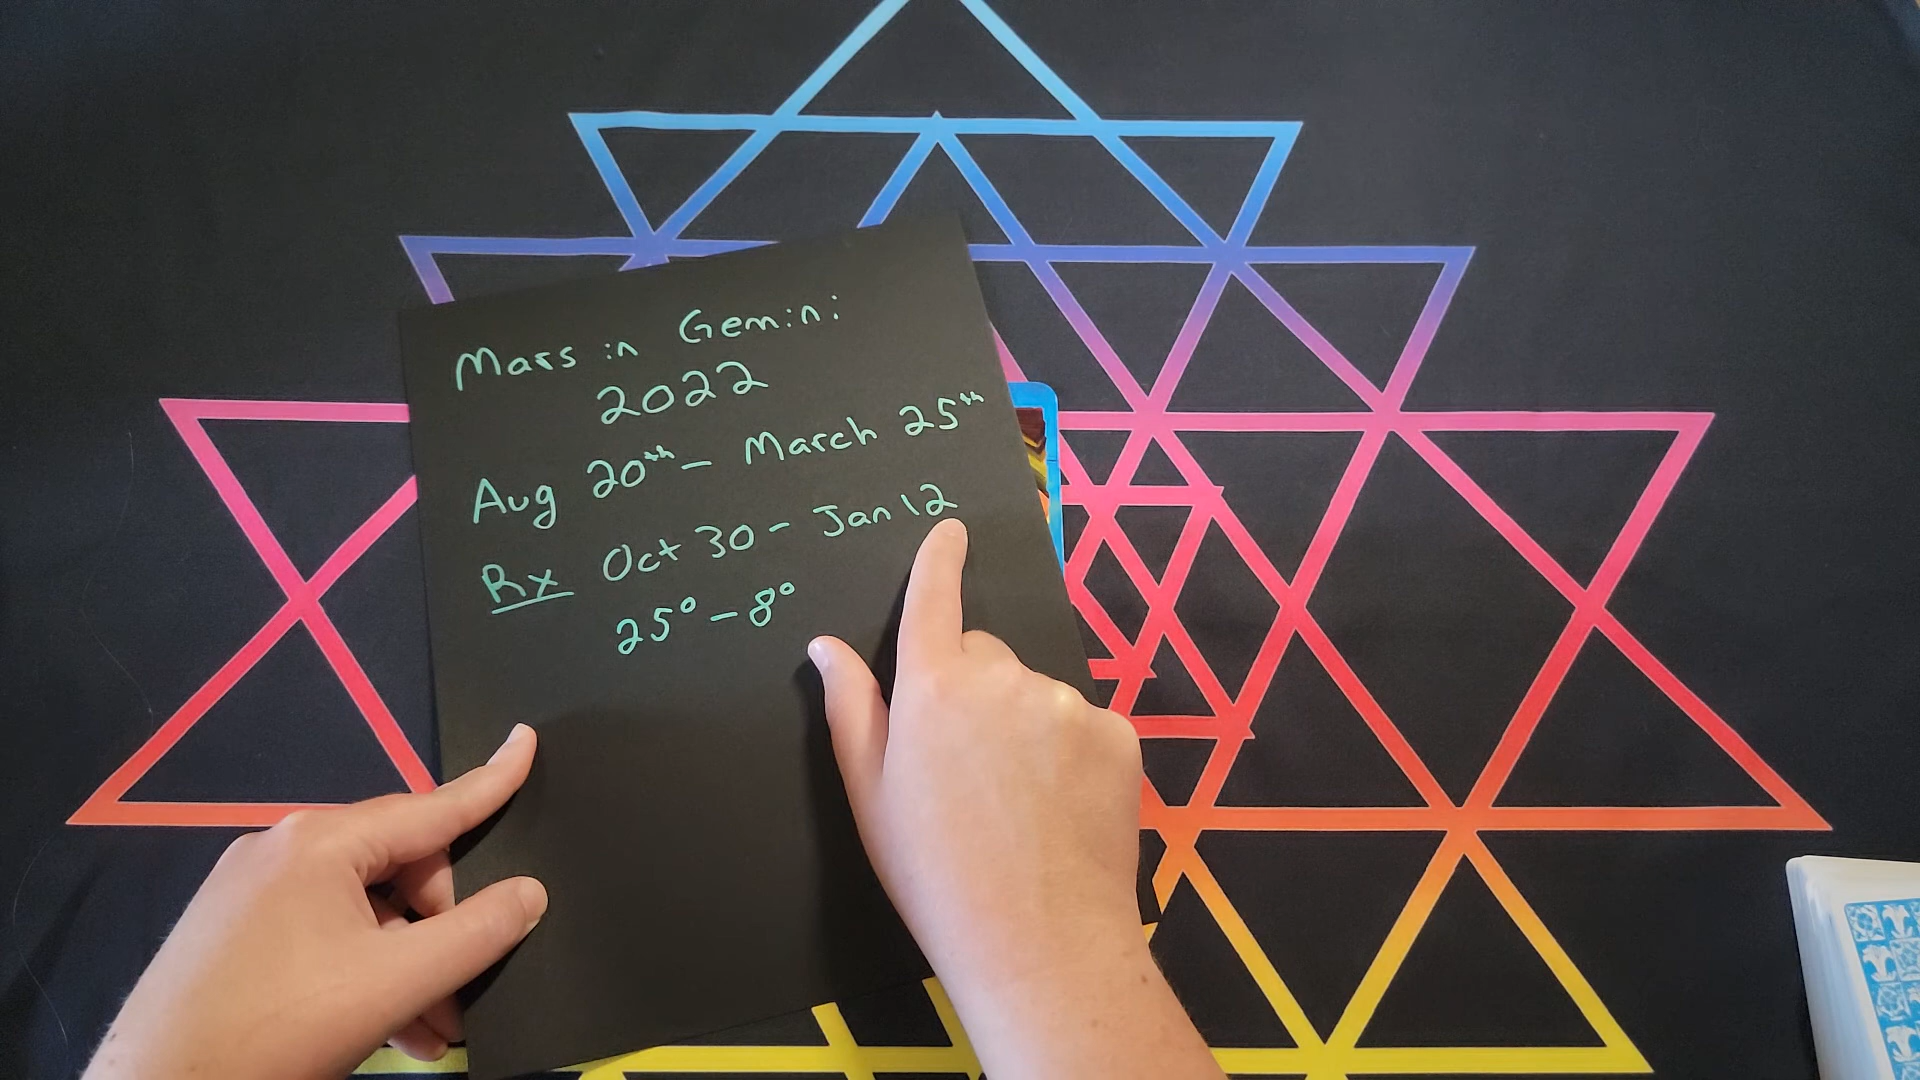 Mars in Gemini
2022
Aug 20th - March 25th
Rx Oct 30 - Jan 12
25° - 8°